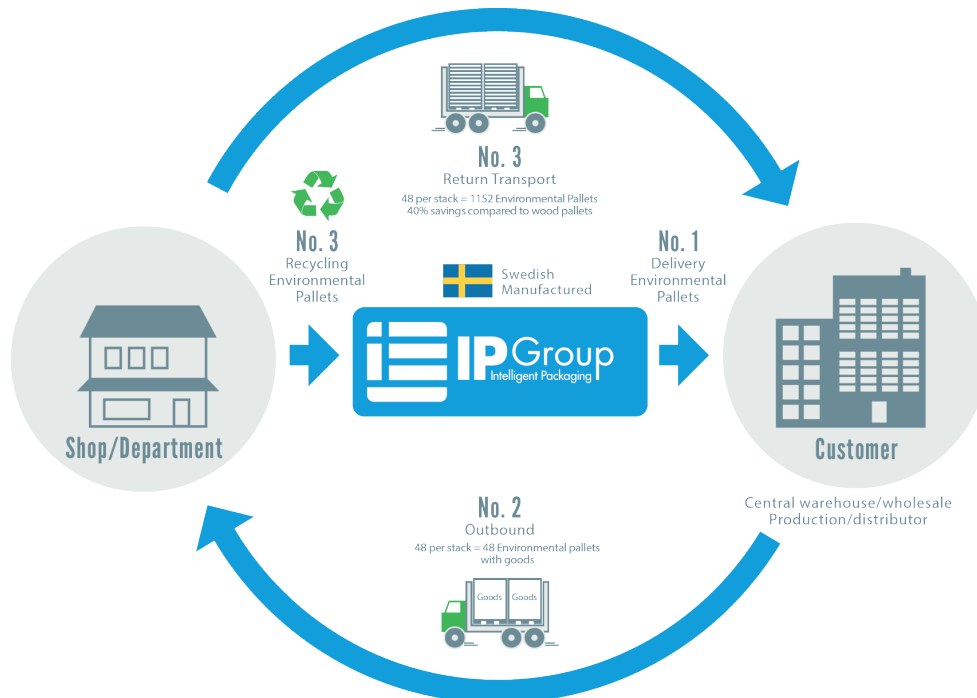 No. 3
Return Transport
48 per stack = 1152 Environmental Pallets
40% savings compared to wood pallets
No. 3
Recycling
Environmental
Pallets
Swedish
Manufactured
No. 1
Delivery
Environmental
Pallets
IP Group
Intelligent Packaging
Shop/Department
Customer
Central warehouse/wholesale
Production/distributor
No. 2
Outbound
48 per stack = 48 Environmental pallets
with goods
Goods Goods